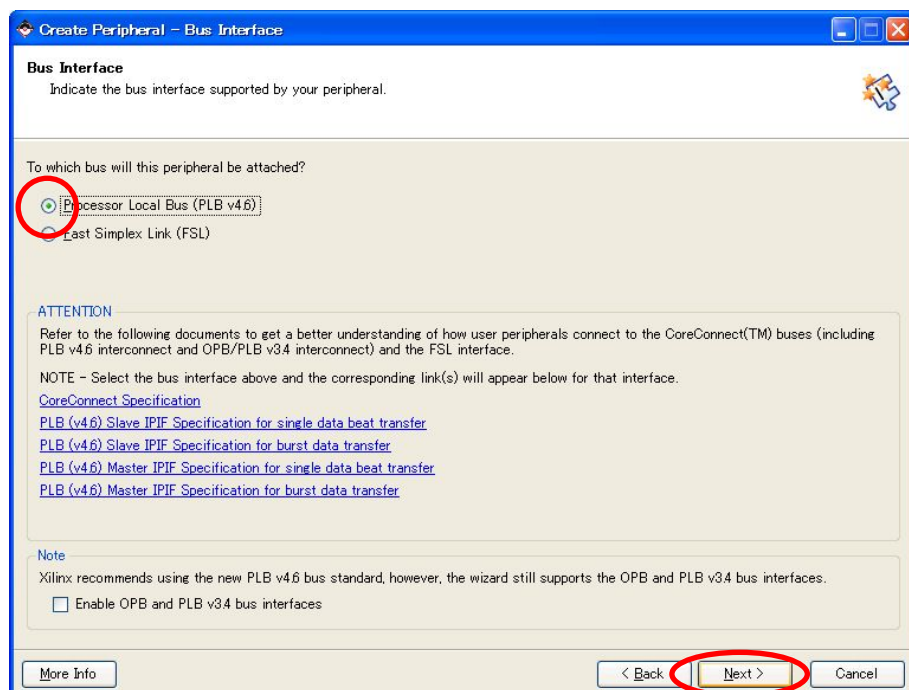 Create Peripheral - Bus Interface
Bus Interface
Indicate the bus interface supported by your peripheral.
To which bus will this peripheral be attached?
Processor Local Bus (PLB v4.6)
Fast Simplex Link (FSL)
ATTENTION
Refer to the following documents to get a better understanding of how user peripherals connect to the CoreConnect(TM) buses (including
PLB v4.6 interconnect and OPB/PLB v3.4 interconnect) and the FSL interface.
NOTE - Select the bus interface above and the corresponding link(s) will appear below for that interface.
CoreConnect Specification
PLB (v4.6) Slave IPIF Specification for single data beat transfer
PLB (v4.6) Slave IPIF Specification for burst data transfer
PLB (v4.6) Master IPIF Specification for single data beat transfer
PLB (v4.6) Master IPIF Specification for burst data transfer
Note
Xilinx recommends using the new PLB v4.6 bus standard, however, the wizard still supports the OPB and PLB v3.4 bus interfaces.
Enable OPB and PLB v3.4 bus interfaces
More Info
< Back
Next >
Cancel